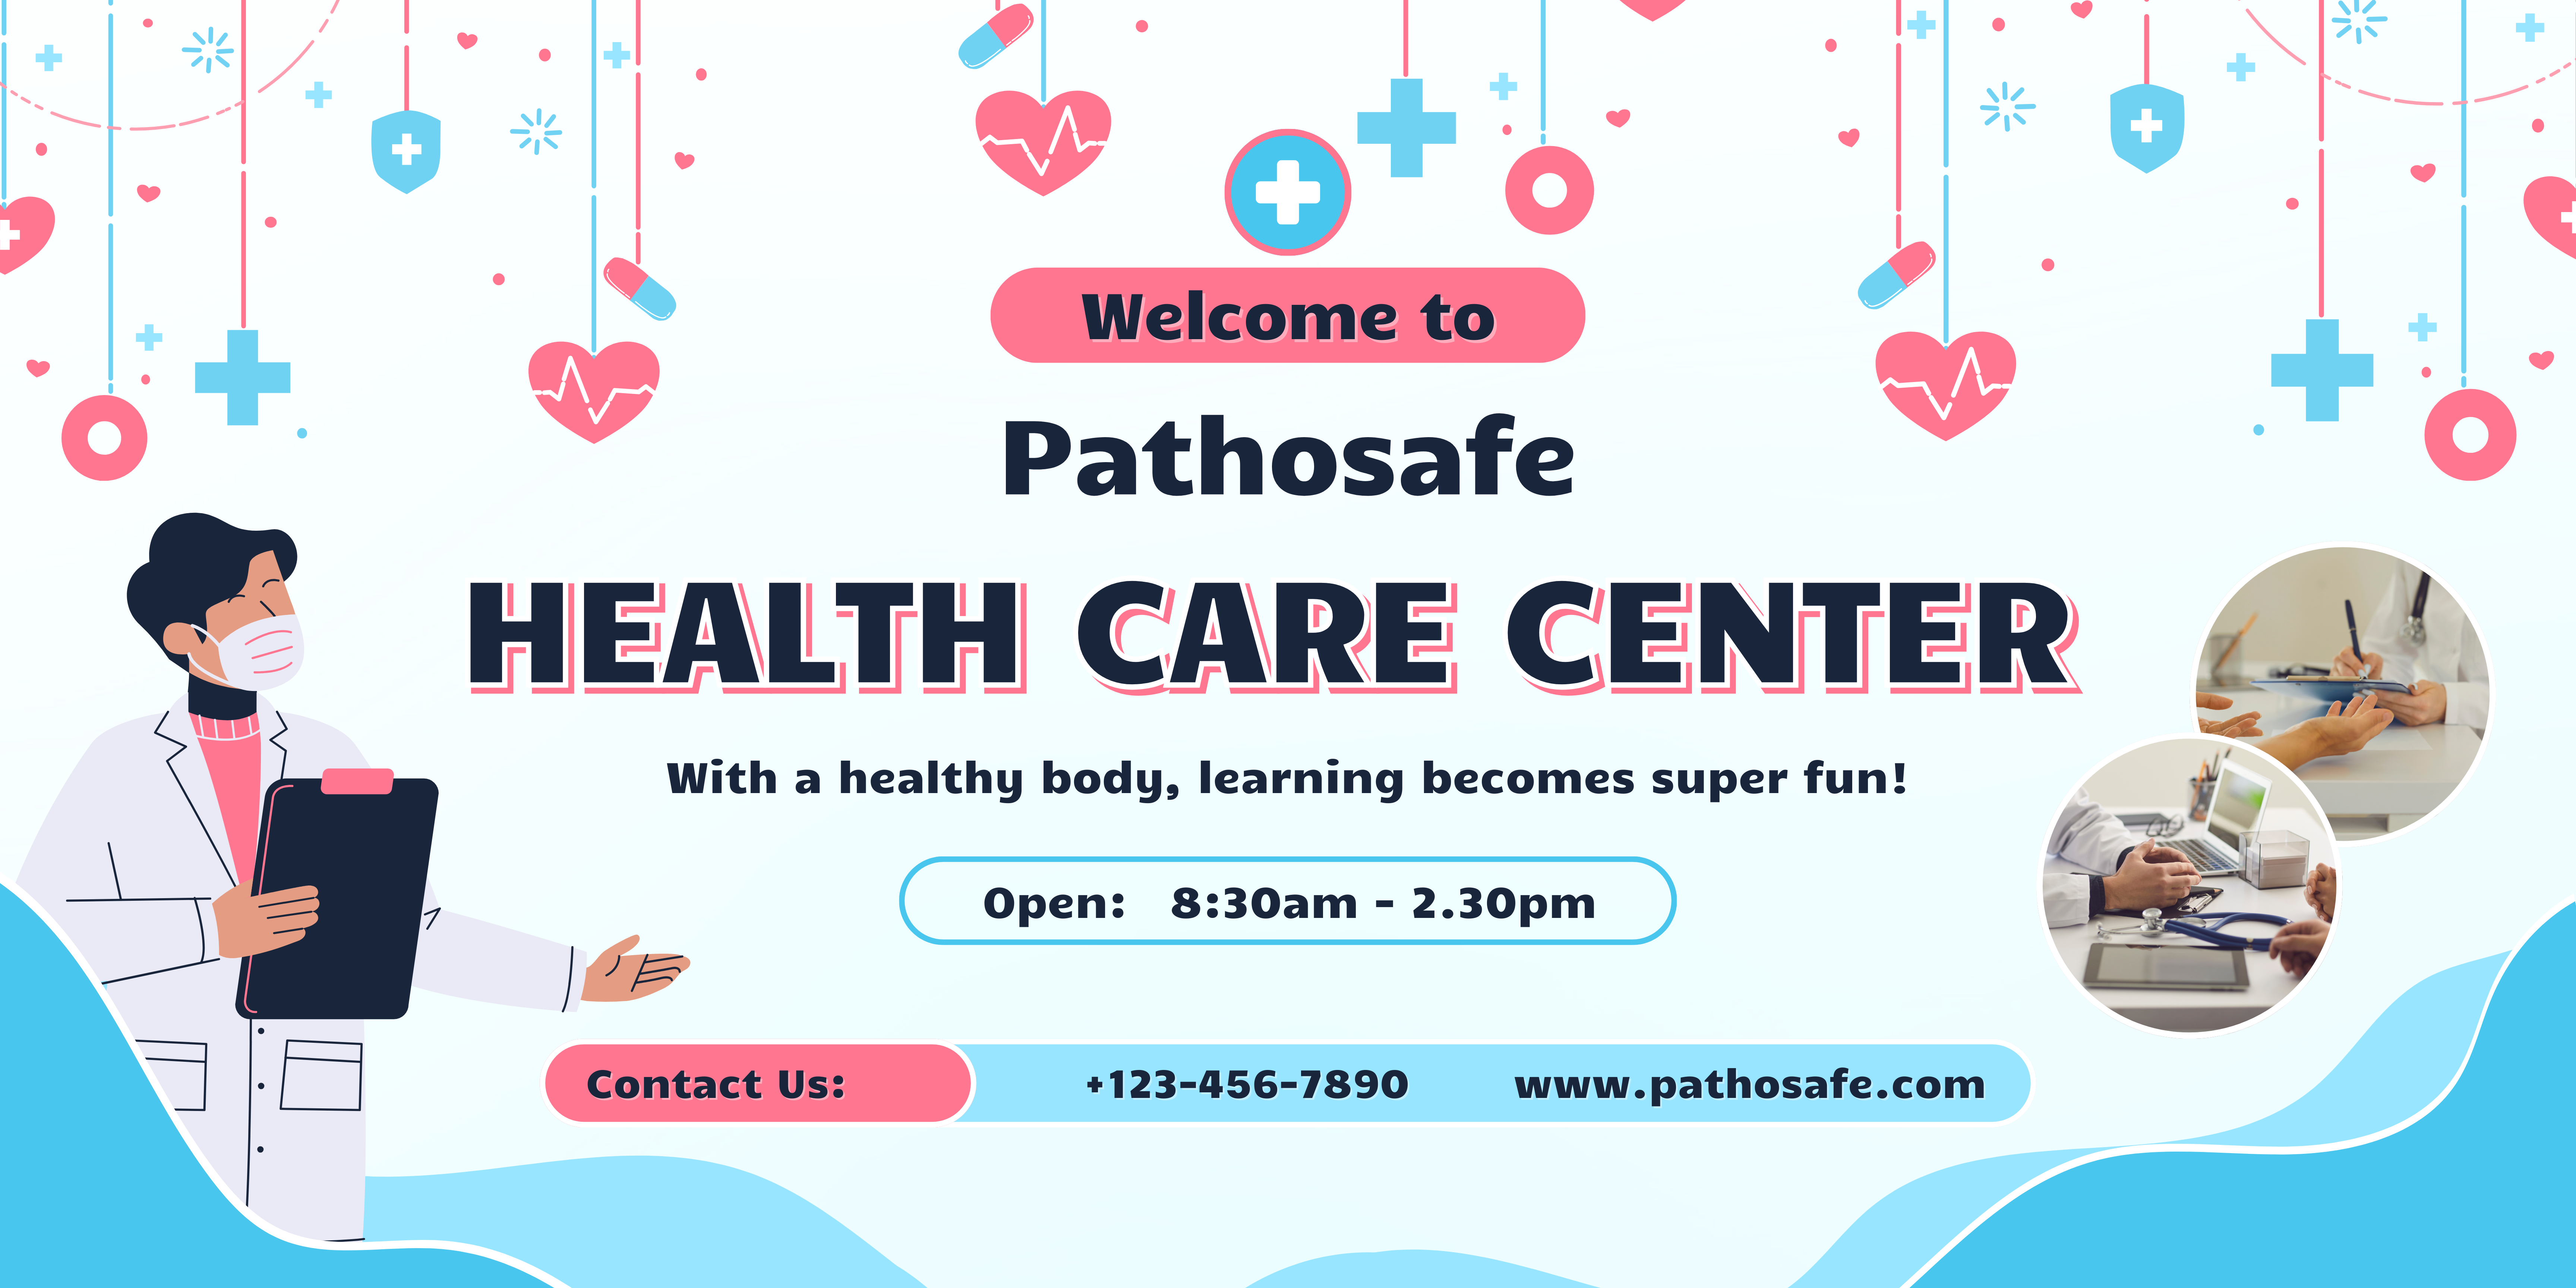 Welcome to
Pathosafe
HEALTH CARE CENTER
With a healthy body, learning becomes super fun!
Open: 8:30am - 2.30pm
Contact Us: +123-456-7890 www.pathosafe.com